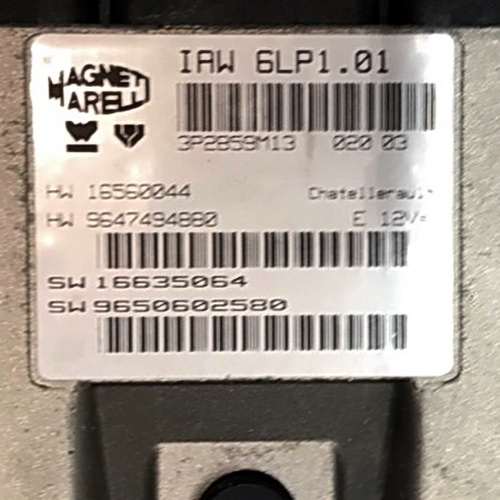 MAGNETI
MARELLI
IAW 6LP1.01
3P2859M13 020 03
HW 16560044 Chatellerault
HW 9647494880 E 12V=
SW 16635064
SW 9650602580